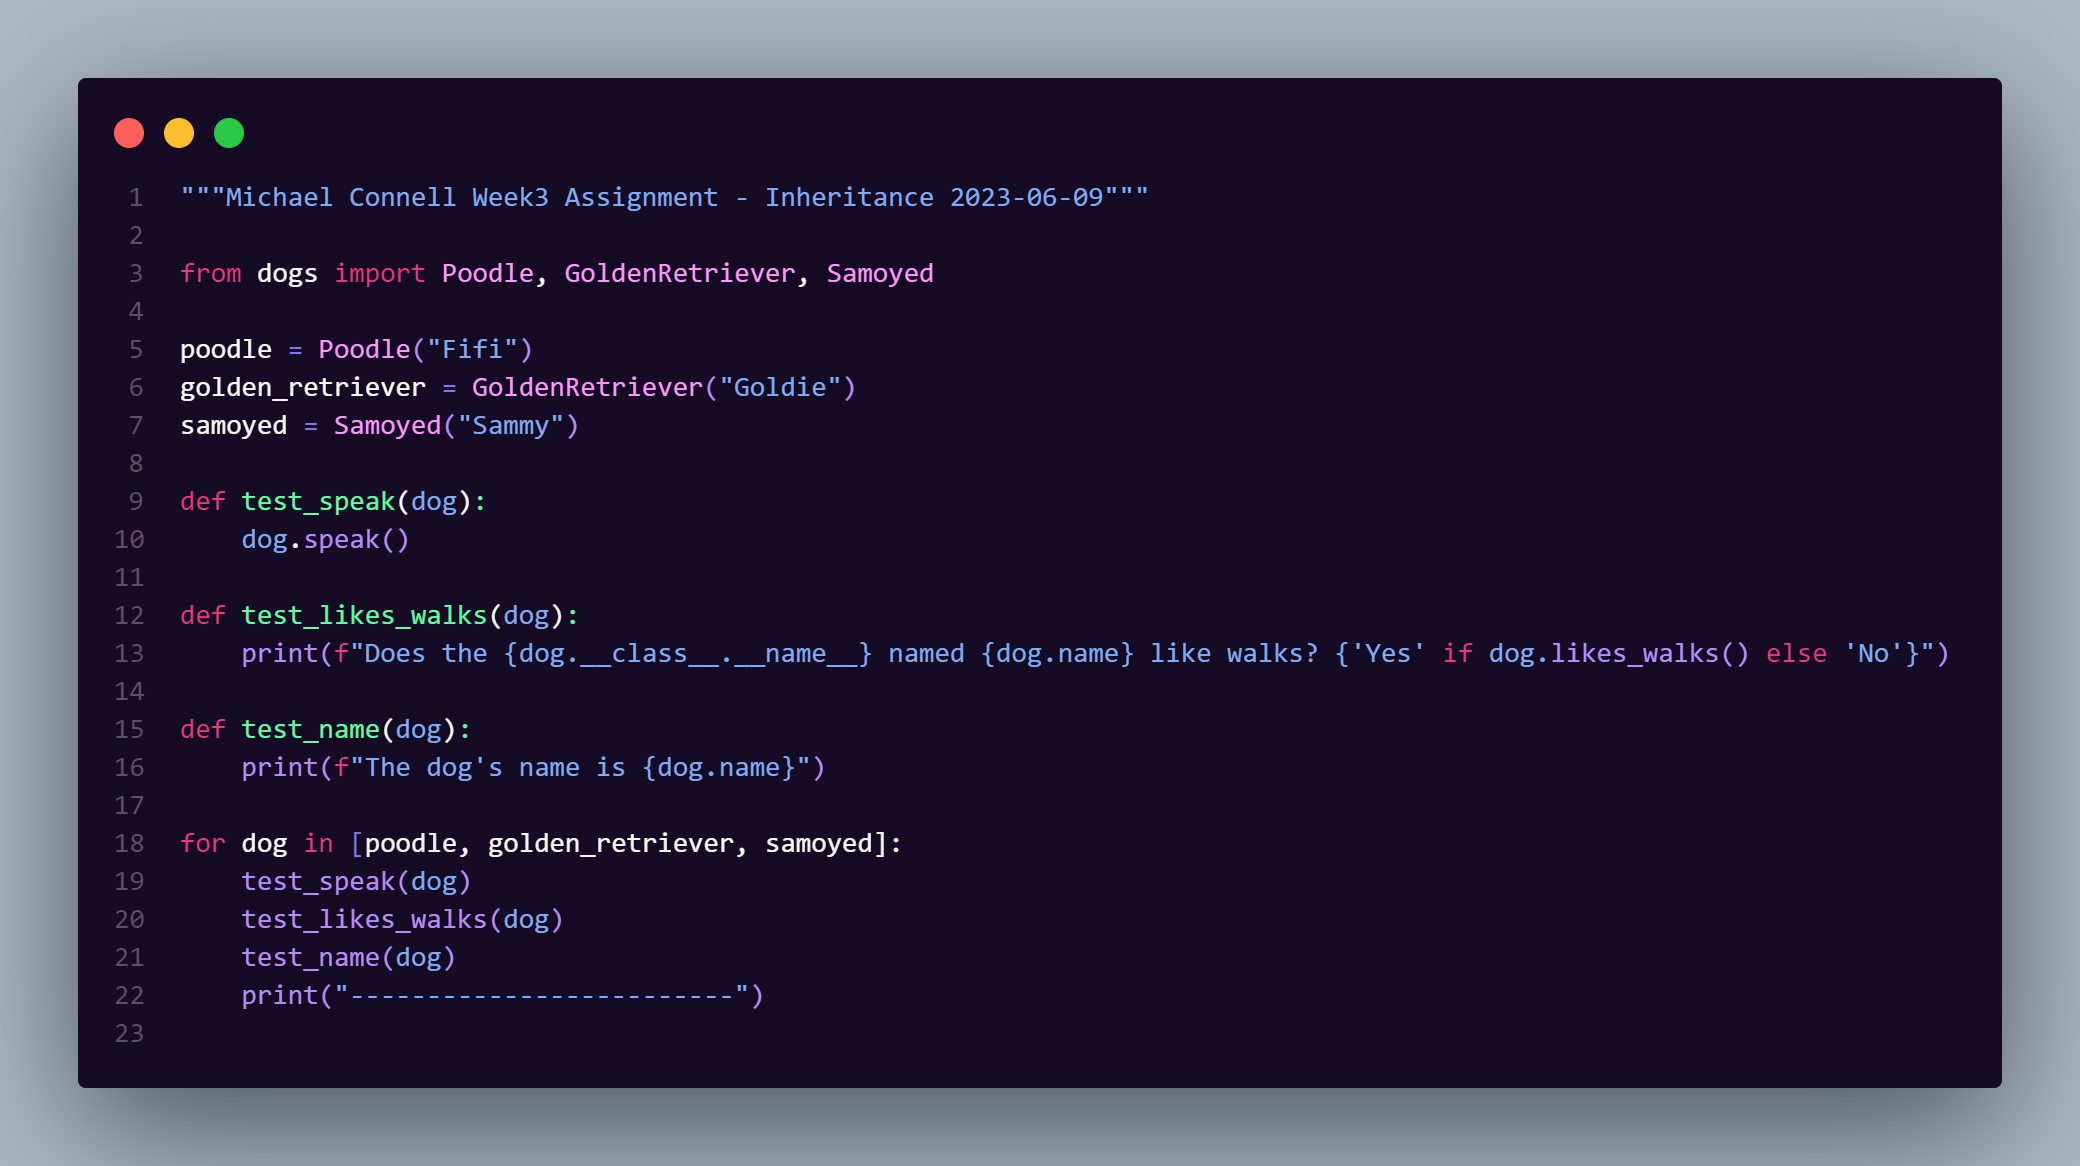 1 """Michael Connell Week3 Assignment - Inheritance 2023-06-09"""
2
3 from dogs import Poodle, GoldenRetriever, Samoyed
4
5 poodle = Poodle("Fifi")
6 golden_retriever = GoldenRetriever("Goldie")
7 samoyed = Samoyed("Sammy")
8
9 def test_speak(dog):
10     dog.speak()
11
12 def test_likes_walks(dog):
13     print(f"Does the {dog.__class__.__name__} named {dog.name} like walks? {'Yes' if dog.likes_walks() else 'No'}")
14
15 def test_name(dog):
16     print(f"The dog's name is {dog.name}")
17
18 for dog in [poodle, golden_retriever, samoyed]:
19     test_speak(dog)
20     test_likes_walks(dog)
21     test_name(dog)
22     print("-------------------------")
23